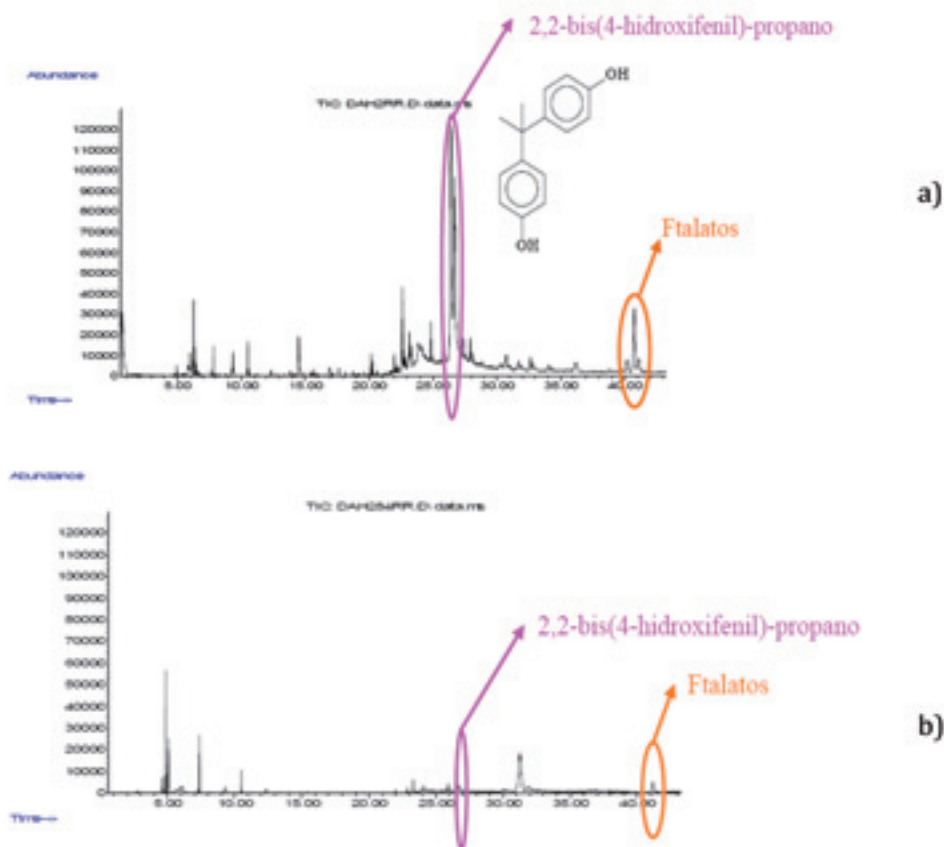 2,2-bis(4-hidroxifenil)-propano
Abundance
OH
TIC: DAH2RR.D\data.ms
120000
110000
100000
90000
80000
a)
70000
Ftalatos
60000
OH
50000
40000
30000
20000
10000
0
5.00 10.00 15.00 20.00 25.00 30.00 35.00 40.00
Time-->
Abundance
TIC: DAH254RR.D\data.ms
120000
110000
100000
90000
80000
2,2-bis(4-hidroxifenil)-propano
70000
60000
Ftalatos
50000
b)
40000
30000
20000
10000
0
5.00 10.00 15.00 20.00 25.00 30.00 35.00 40.00
Time-->